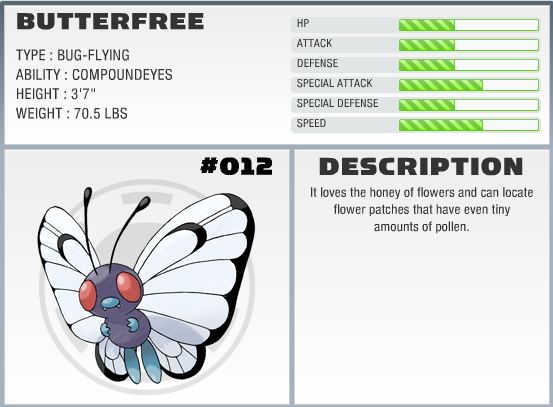 BUTTERFREE
TYPE : BUG-FLYING
ABILITY : COMPOUNDEYES
HEIGHT : 3'7"
WEIGHT : 70.5 LBS
HP
ATTACK
DEFENSE
SPECIAL ATTACK
SPECIAL DEFENSE
SPEED
#012
DESCRIPTION
It loves the honey of flowers and can locate
flower patches that have even tiny
amounts of pollen.